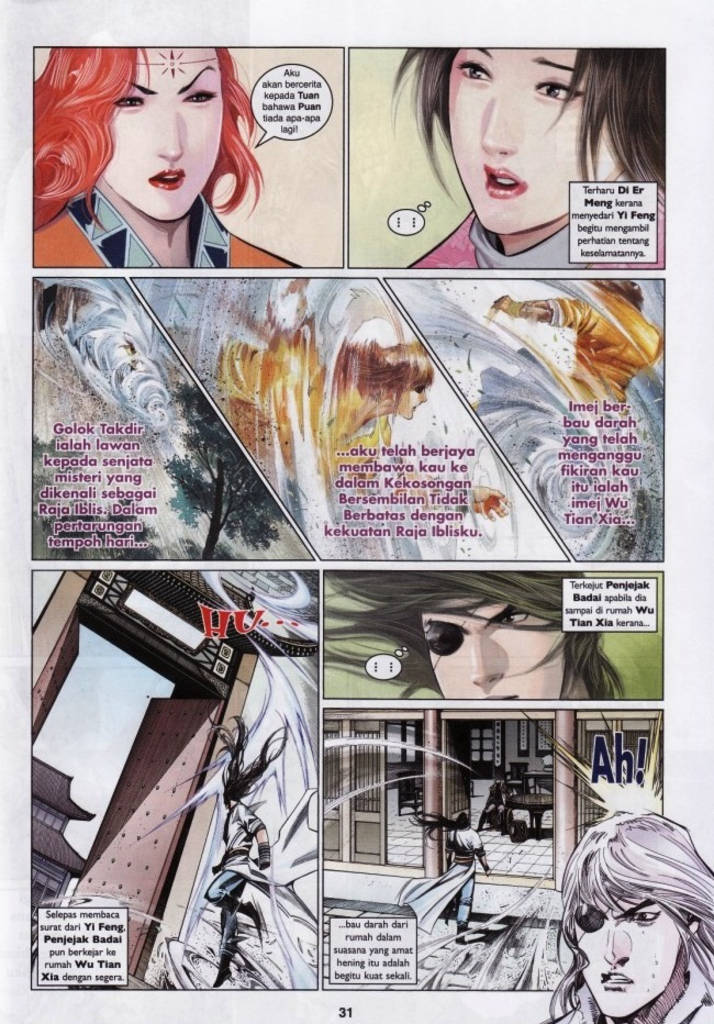 Aku
akan bercerita
kepada Tuan
bahawa Puan
tiada apa-apa
lagi!
Terharu Di Er
Meng kerana
menyedari Yi Feng
begitu mengambil
perhatian tentang
keselamatannya.
Golok Takdir
ialah lawan
kepada senjata
misteri yang
dikenali sebagai
Raja Iblis. Dalam
pertarungan
tempoh hari...
...aku telah berjaya
membawa kau ke
dalam Kekosongan
Bersembilan Tidak
Berbatas dengan
kekuatan Raja Iblisku.
Imej ber-
bau darah
yang telah
mengganggu
fikiran kau
itu ialah
imej Wu
Tian Xia...
HU...
Selepas membaca
surat dari Yi Feng,
Penjejak Badai
pun berkejar ke
rumah Wu Tian
Xia dengan segera.
Terkejut Penjejak
Badai apabila dia
sampai di rumah Wu
Tian Xia kerana...
Ah!
...bau darah dari
rumah dalam
suasana yang amat
hening itu adalah
begitu kuat sekali.
31